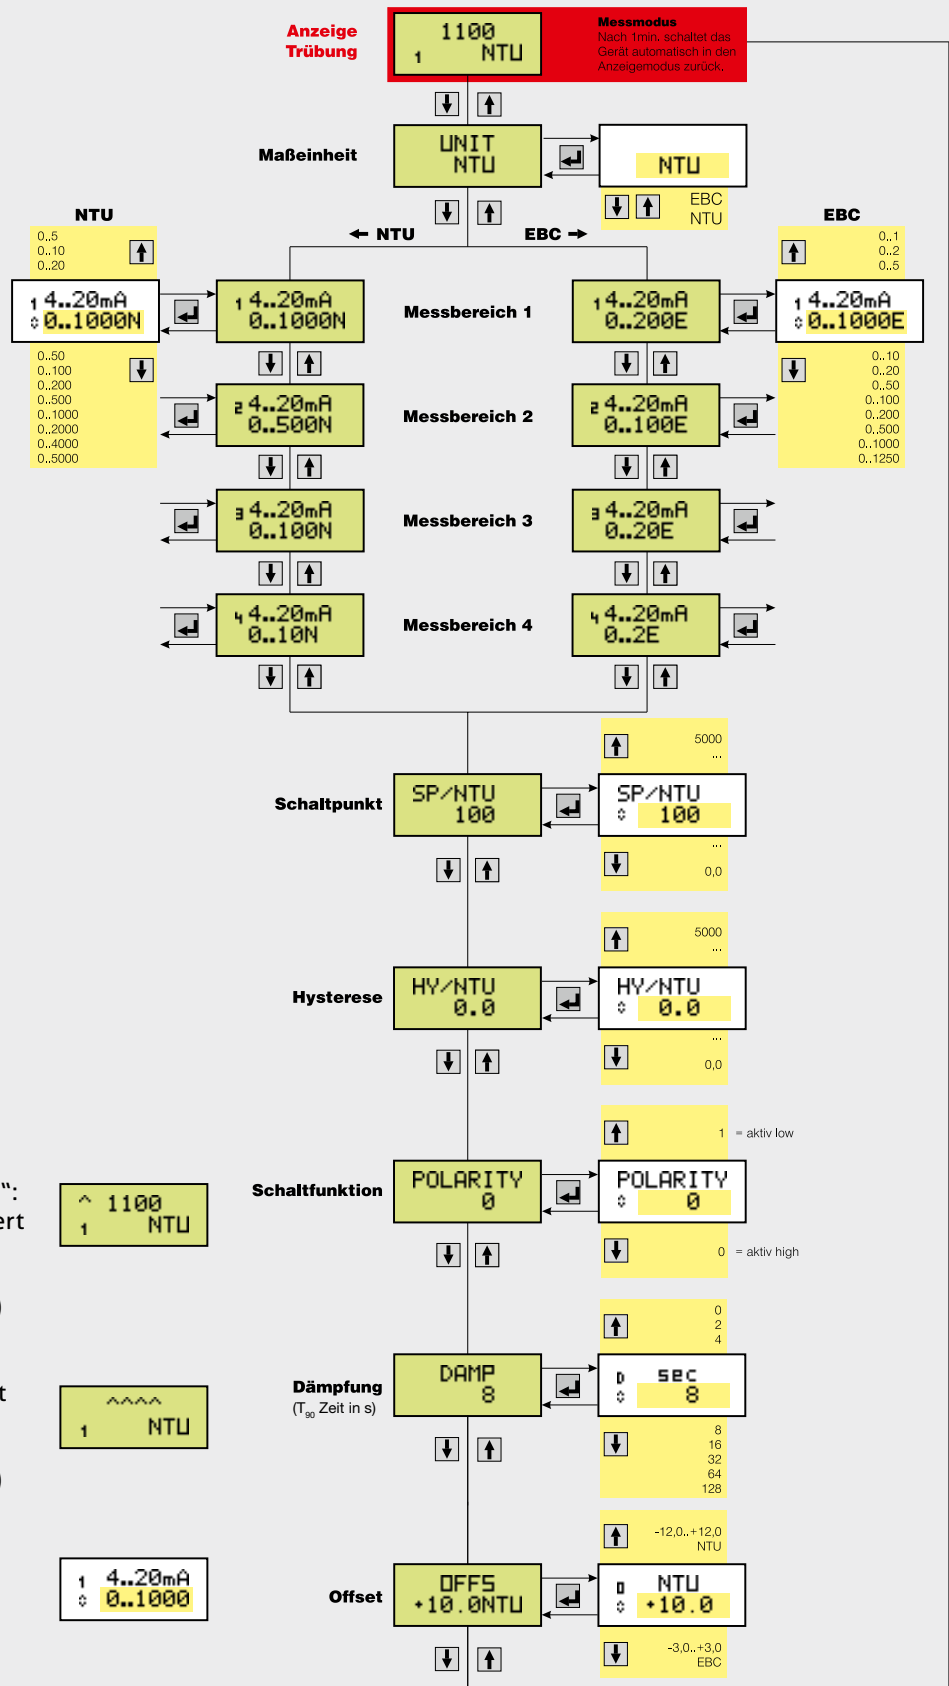 Anzeige
Trübung
1100
1 NTU
Messmodus
Nach 1min. schaltet das
Gerät automatisch in den
Anzeigemodus zurück.
Maßeinheit
UNIT
NTU
NTU
EBC
NTU
← NTU
EBC →
NTU
0..5
0..10
0..20
1 4..20mA
0..1000N
0..50
0..100
0..200
0..500
0..1000
0..2000
0..4000
0..5000
1 4..20mA
0..1000N
Messbereich 1
1 4..20mA
0..200E
EBC
0..1
0..2
0..5
1 4..20mA
0..1000E
0..10
0..20
0..50
0..100
0..200
0..500
0..1000
0..1250
2 4..20mA
0..500N
Messbereich 2
2 4..20mA
0..100E
3 4..20mA
0..100N
Messbereich 3
3 4..20mA
0..20E
4 4..20mA
0..10N
Messbereich 4
4 4..20mA
0..2E
Schaltpunkt
SP/NTU
100
5000
...
SP/NTU
100
...
0,0
Hysterese
HY/NTU
0.0
5000
...
HY/NTU
0.0
...
0,0
Schaltfunktion
POLARITY
0
1 = aktiv low
POLARITY
0
0 = aktiv high
“:
ert
^ 1100
1 NTU
)
Dämpfung
(T90 Zeit in s)
DAMP
8
0
2
4
D sec
8
8
16
32
64
128
t
^^^^
1 NTU
)
Offset
OFFS
+10.0NTU
-12,0..+12,0
NTU
O NTU
+10.0
-3,0..+3,0
EBC
1 4..20mA
0..1000